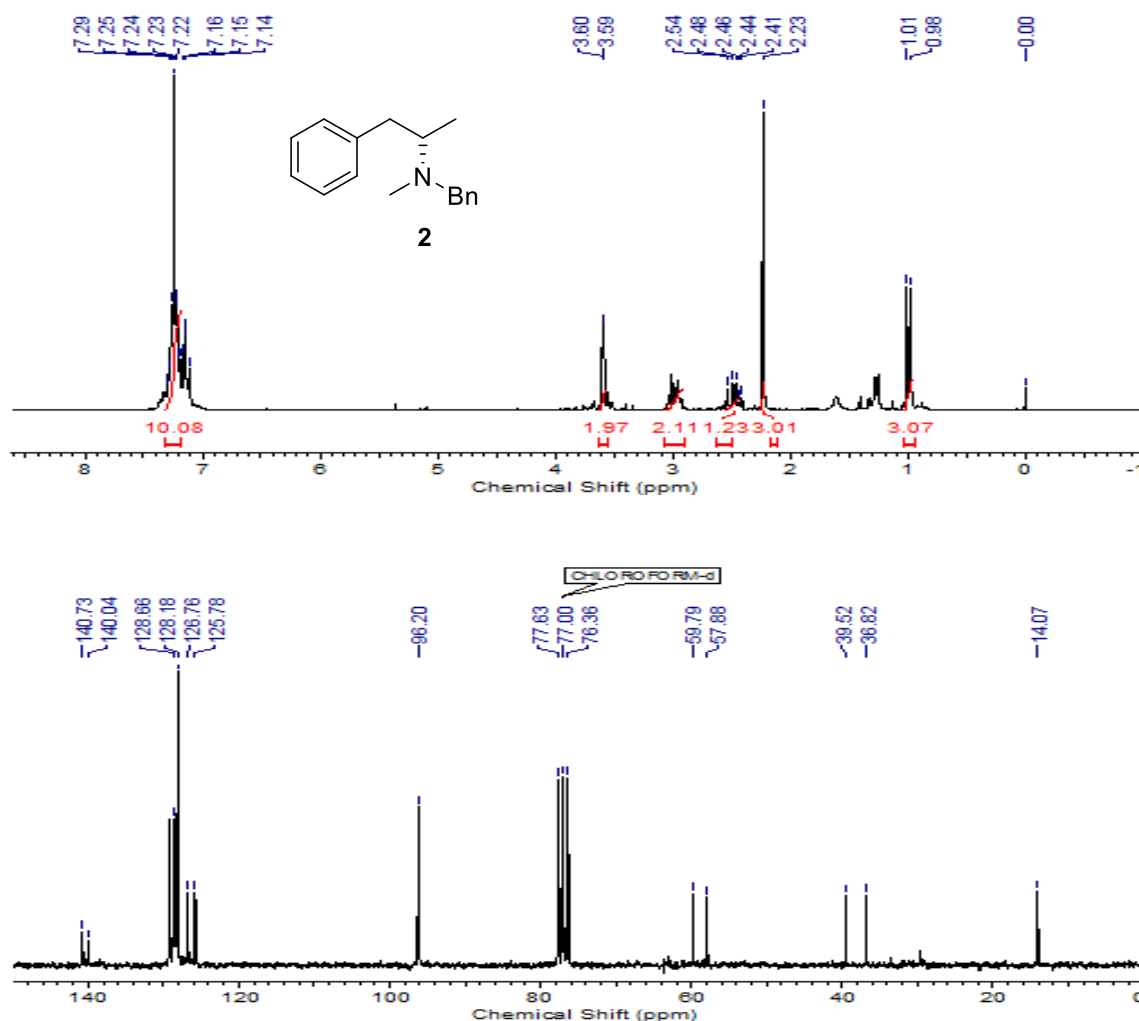 7.29 7.25 7.24 7.23 7.22 7.16 7.15 7.14 3.60 3.59 2.54 2.48 2.46 2.44 2.41 2.23 1.01 0.98 0.00
N
Bn
2
10.08 1.97 2.11 1.23 3.01 3.07
8 7 6 5 4 3 2 1 0 -1
Chemical Shift (ppm)
CHLOROFORM-d
140.73 140.04 128.66 128.18 126.76 125.78 96.20 77.63 77.00 76.36 59.79 57.88 39.52 36.82 14.07
140 120 100 80 60 40 20 0
Chemical Shift (ppm)